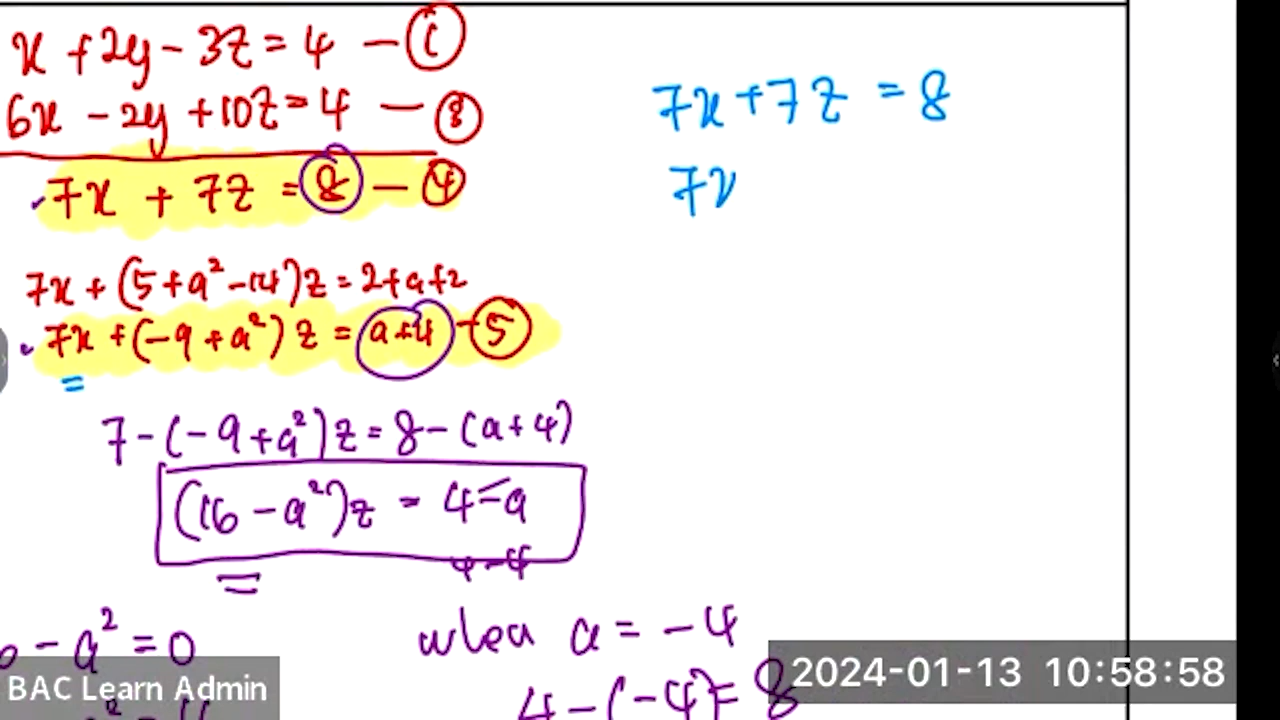 x + 2y - 3z = 4 — ①
6x - 2y + 10z = 4 — ③
7x + 7z = 8 — ④
7x + (5 + a² - 14)z = 2 + a + 2
7x + (-9 + a²) z = a + 4 - ⑤
=
7 - (-9 + a²) z = 8 - (a + 4)
(16 - a²) z = 4 - a
4 - 4
- a² = 0
when a = -4
4 - (-4) = 8
7x + 7z = 8
7x
BAC Learn Admin
2024-01-13 10:58:58